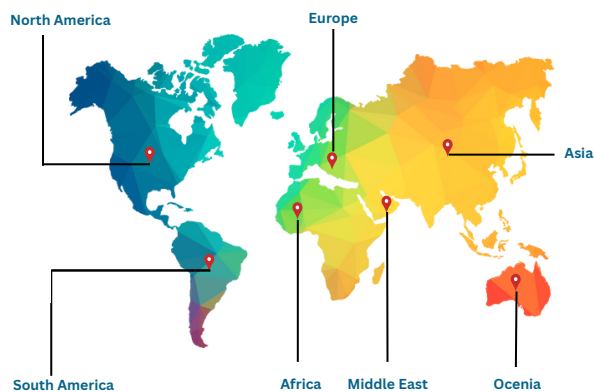 Europe
North America
Asia
South America
Africa
Middle East
Ocenia